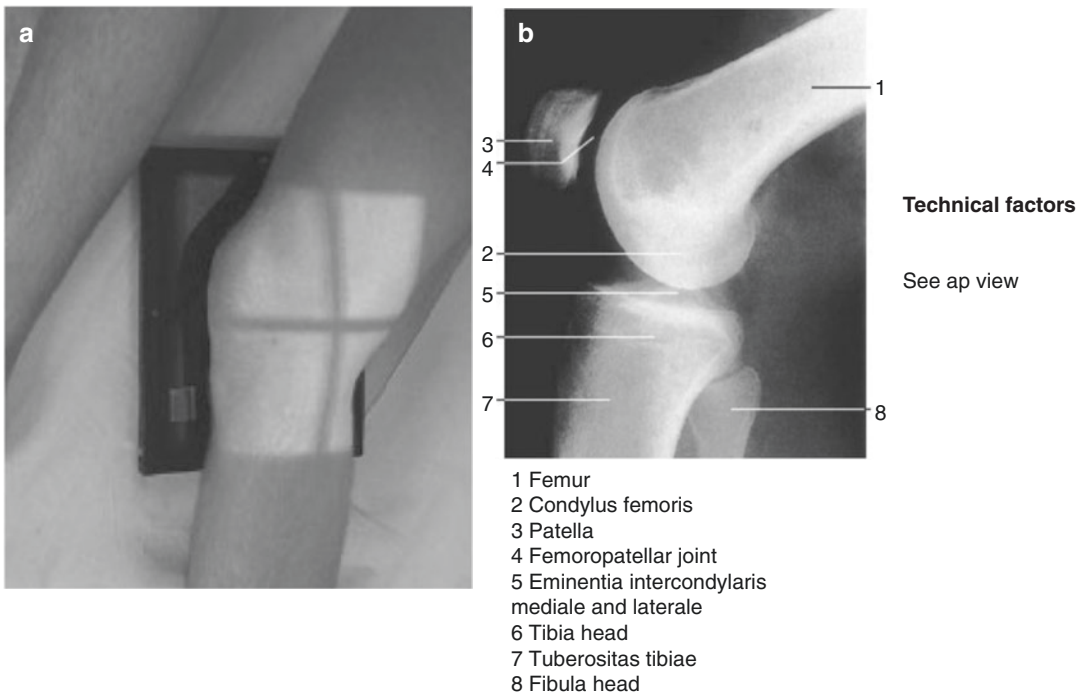 a
b
1
3
4
2
5
6
7
8
Technical factors
See ap view
1 Femur
2 Condylus femoris
3 Patella
4 Femoropatellar joint
5 Eminentia intercondylaris
mediale and laterale
6 Tibia head
7 Tuberositas tibiae
8 Fibula head